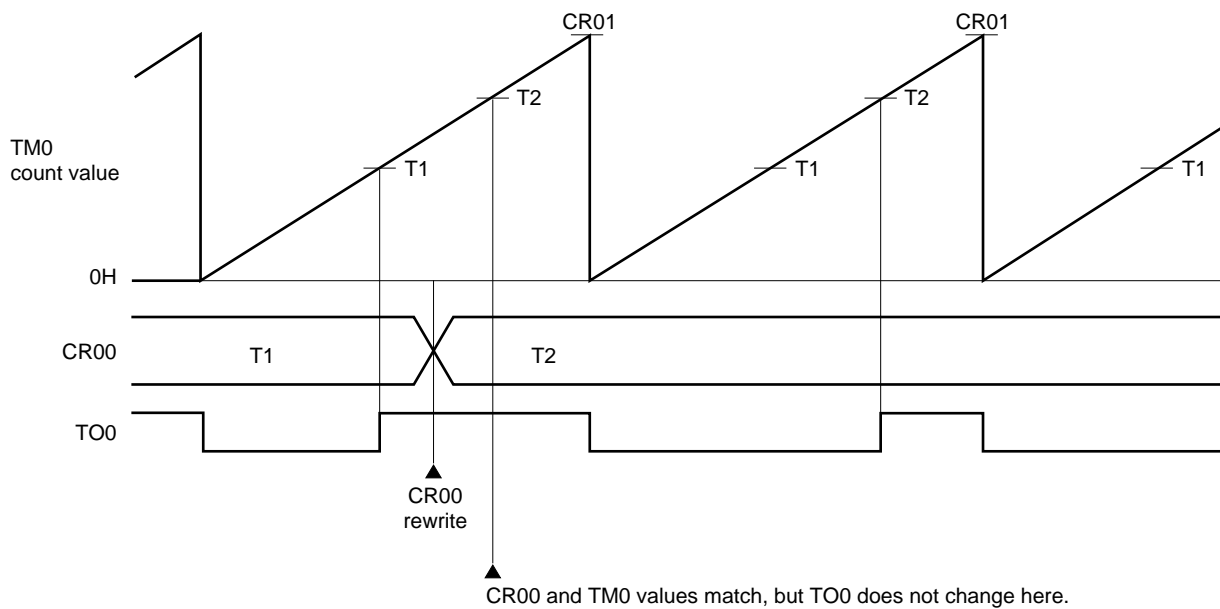 CR01
CR01
T2
T2
TM0
count value
T1
T1
T1
0H
CR00
T1
T2
TO0
CR00
rewrite
CR00 and TM0 values match, but TO0 does not change here.